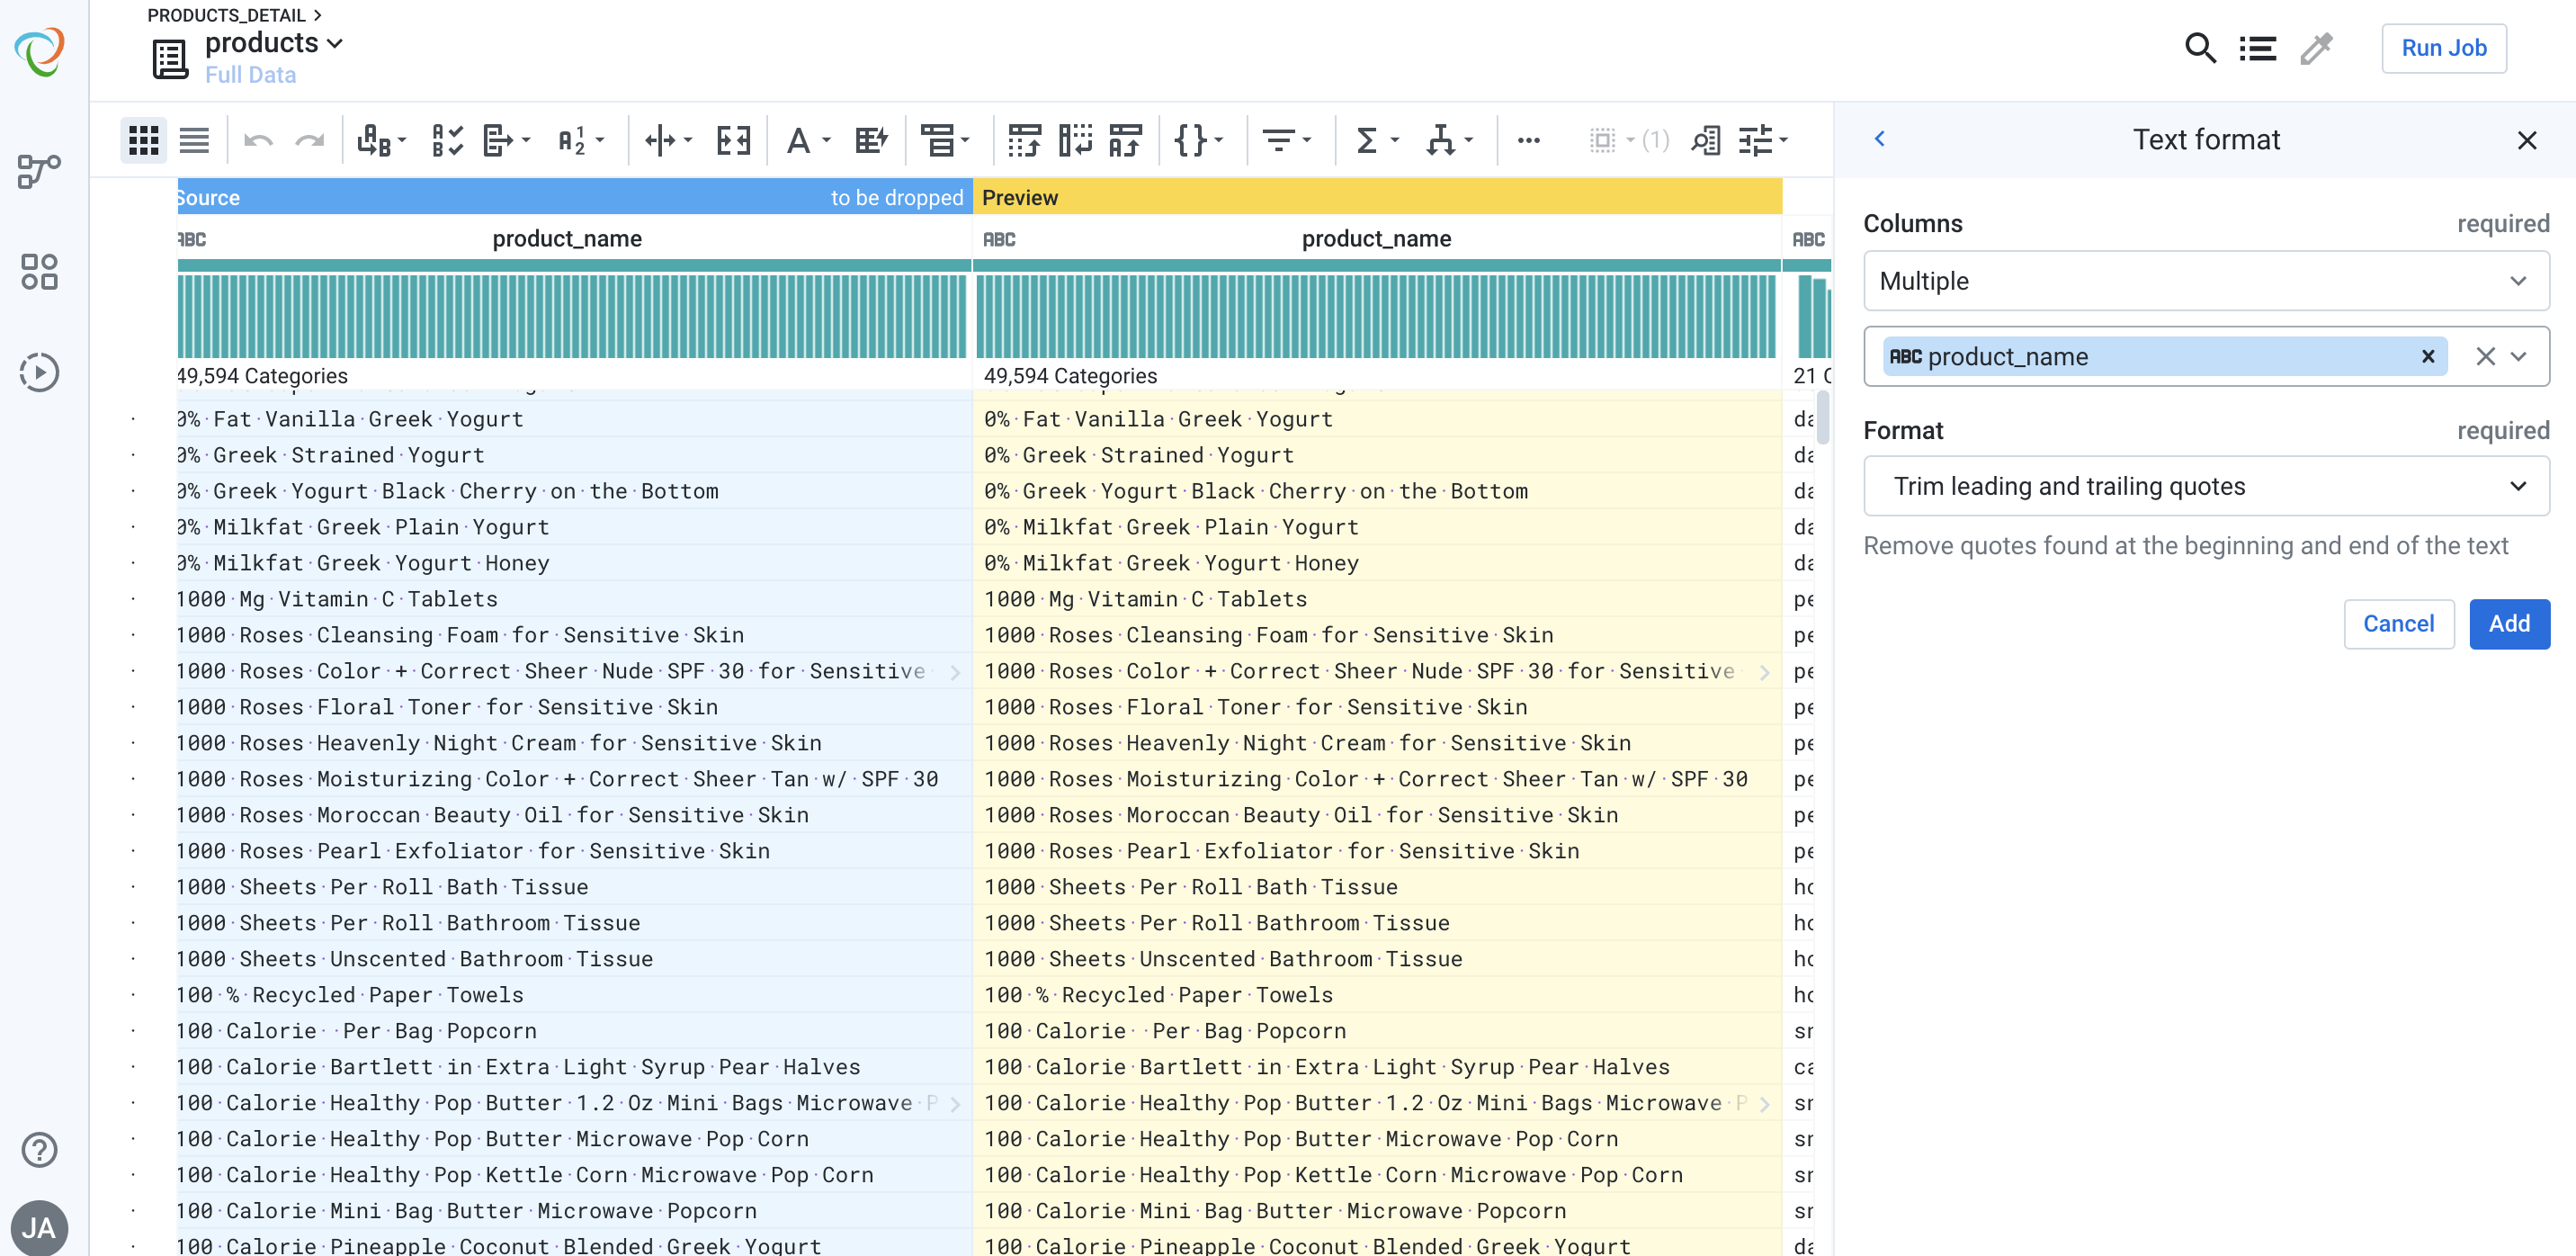 PRODUCTS_DETAIL
products
Full Data
Run Job
A B
A B
A 1 2
A
{}
Σ
(1)
Source to be dropped Preview
ABC product_name ABC product_name ABC
49,594 Categories 49,594 Categories 21
0% Fat Vanilla Greek Yogurt 0% Fat Vanilla Greek Yogurt da
0% Greek Strained Yogurt 0% Greek Strained Yogurt da
0% Greek Yogurt Black Cherry on the Bottom 0% Greek Yogurt Black Cherry on the Bottom da
0% Milkfat Greek Plain Yogurt 0% Milkfat Greek Plain Yogurt da
0% Milkfat Greek Yogurt Honey 0% Milkfat Greek Yogurt Honey da
1000 Mg Vitamin C Tablets 1000 Mg Vitamin C Tablets pe
1000 Roses Cleansing Foam for Sensitive Skin 1000 Roses Cleansing Foam for Sensitive Skin pe
1000 Roses Color + Correct Sheer Nude SPF 30 for Sensitive 1000 Roses Color + Correct Sheer Nude SPF 30 for Sensitive pe
1000 Roses Floral Toner for Sensitive Skin 1000 Roses Floral Toner for Sensitive Skin pe
1000 Roses Heavenly Night Cream for Sensitive Skin 1000 Roses Heavenly Night Cream for Sensitive Skin pe
1000 Roses Moisturizing Color + Correct Sheer Tan w/ SPF 30 1000 Roses Moisturizing Color + Correct Sheer Tan w/ SPF 30 pe
1000 Roses Moroccan Beauty Oil for Sensitive Skin 1000 Roses Moroccan Beauty Oil for Sensitive Skin pe
1000 Roses Pearl Exfoliator for Sensitive Skin 1000 Roses Pearl Exfoliator for Sensitive Skin pe
1000 Sheets Per Roll Bath Tissue 1000 Sheets Per Roll Bath Tissue ho
1000 Sheets Per Roll Bathroom Tissue 1000 Sheets Per Roll Bathroom Tissue ho
1000 Sheets Unscented Bathroom Tissue 1000 Sheets Unscented Bathroom Tissue ho
100 % Recycled Paper Towels 100 % Recycled Paper Towels ho
100 Calorie  Per Bag Popcorn 100 Calorie  Per Bag Popcorn sn
100 Calorie Bartlett in Extra Light Syrup Pear Halves 100 Calorie Bartlett in Extra Light Syrup Pear Halves ca
100 Calorie Healthy Pop Butter 1.2 Oz Mini Bags Microwave P 100 Calorie Healthy Pop Butter 1.2 Oz Mini Bags Microwave P sn
100 Calorie Healthy Pop Butter Microwave Pop Corn 100 Calorie Healthy Pop Butter Microwave Pop Corn sn
100 Calorie Healthy Pop Kettle Corn Microwave Pop Corn 100 Calorie Healthy Pop Kettle Corn Microwave Pop Corn sn
100 Calorie Mini Bag Butter Microwave Popcorn 100 Calorie Mini Bag Butter Microwave Popcorn sn
100 Calorie Pineapple Coconut Blended Greek Yogurt 100 Calorie Pineapple Coconut Blended Greek Yogurt da
Text format
Columns required
Multiple
ABC product_name
Format required
Trim leading and trailing quotes
Remove quotes found at the beginning and end of the text
Cancel Add
JA